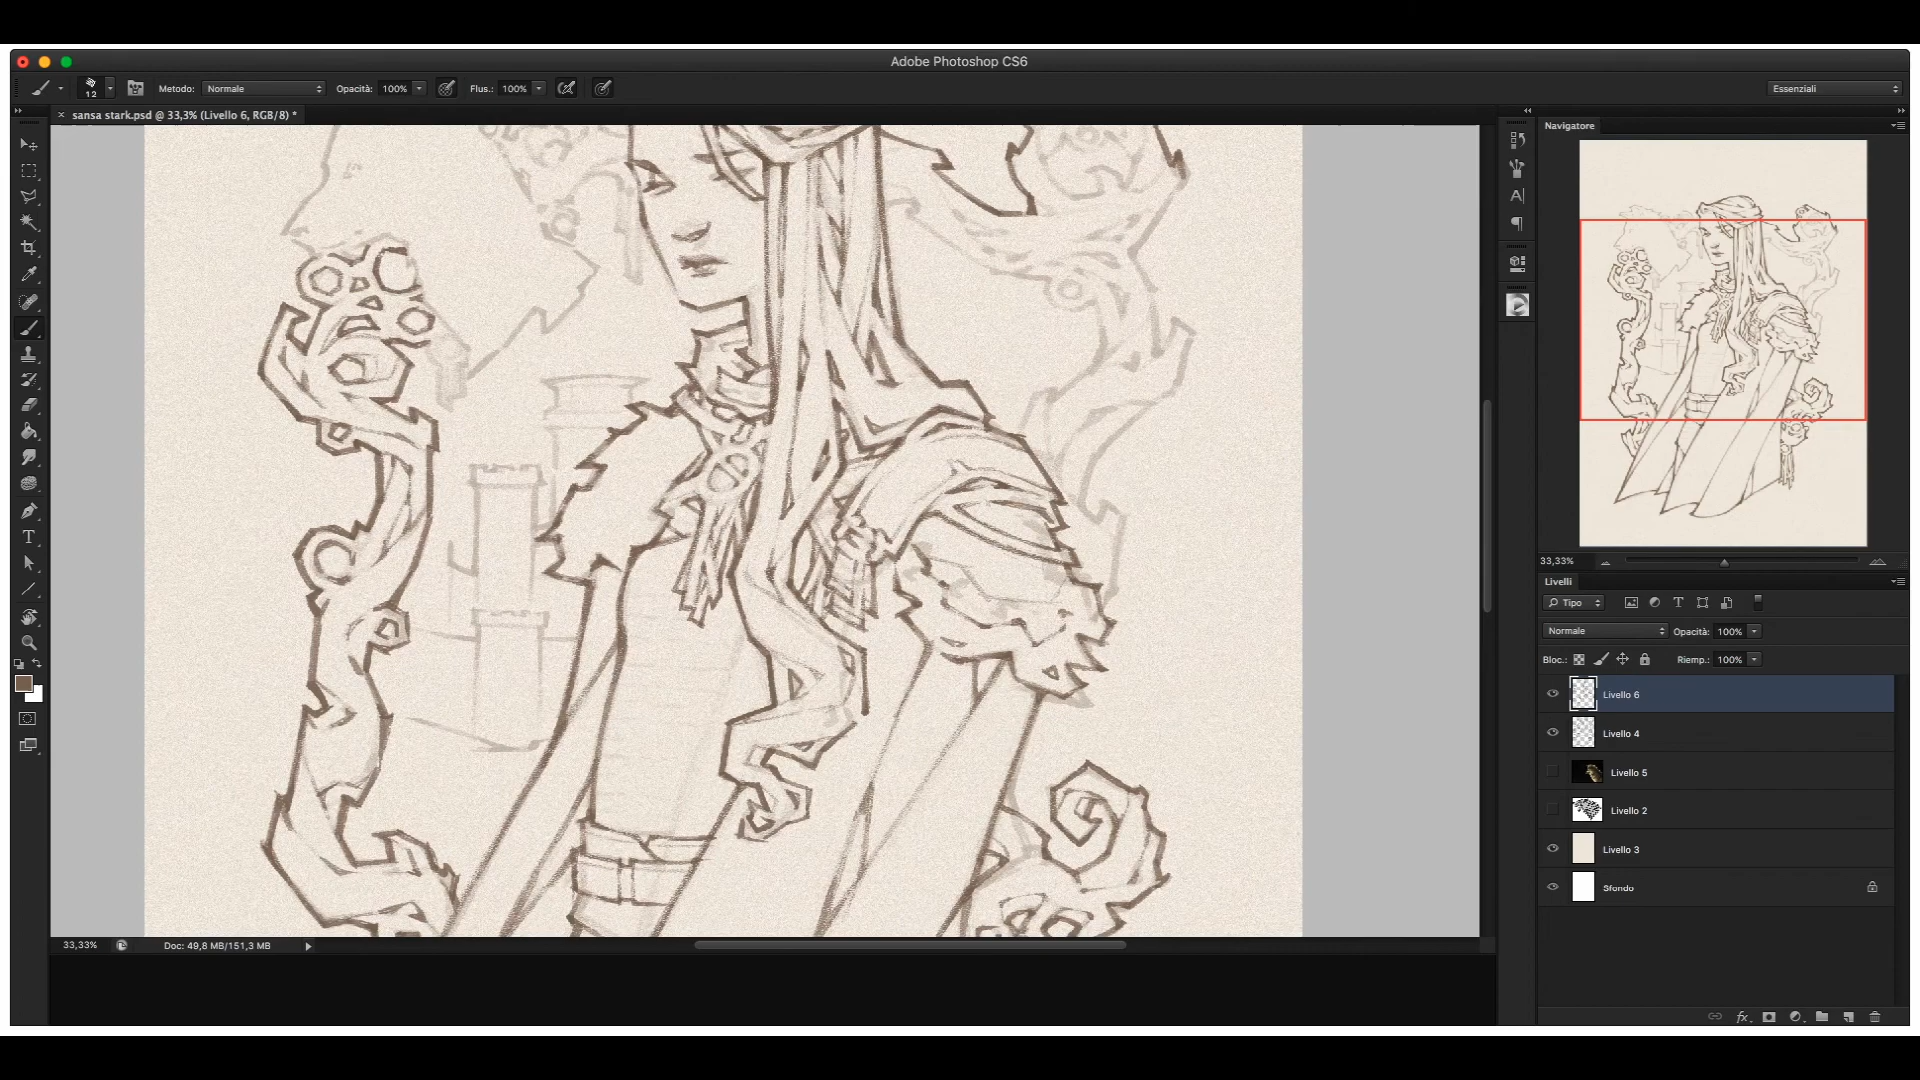 Adobe Photoshop CS6
12
Metodo: Normale Opacità: 100% Flus.: 100% Essenziali
× sansa stark.psd @ 33,3% (Livello 6, RGB/8) *
Navigatore
33,33%
Livelli
Tipo
Normale Opacità: 100%
Bloc.: Riemp.: 100%
Livello 6
Livello 4
Livello 5
Livello 2
Livello 3
Sfondo
33,33% Doc: 49,8 MB/151,3 MB
fx